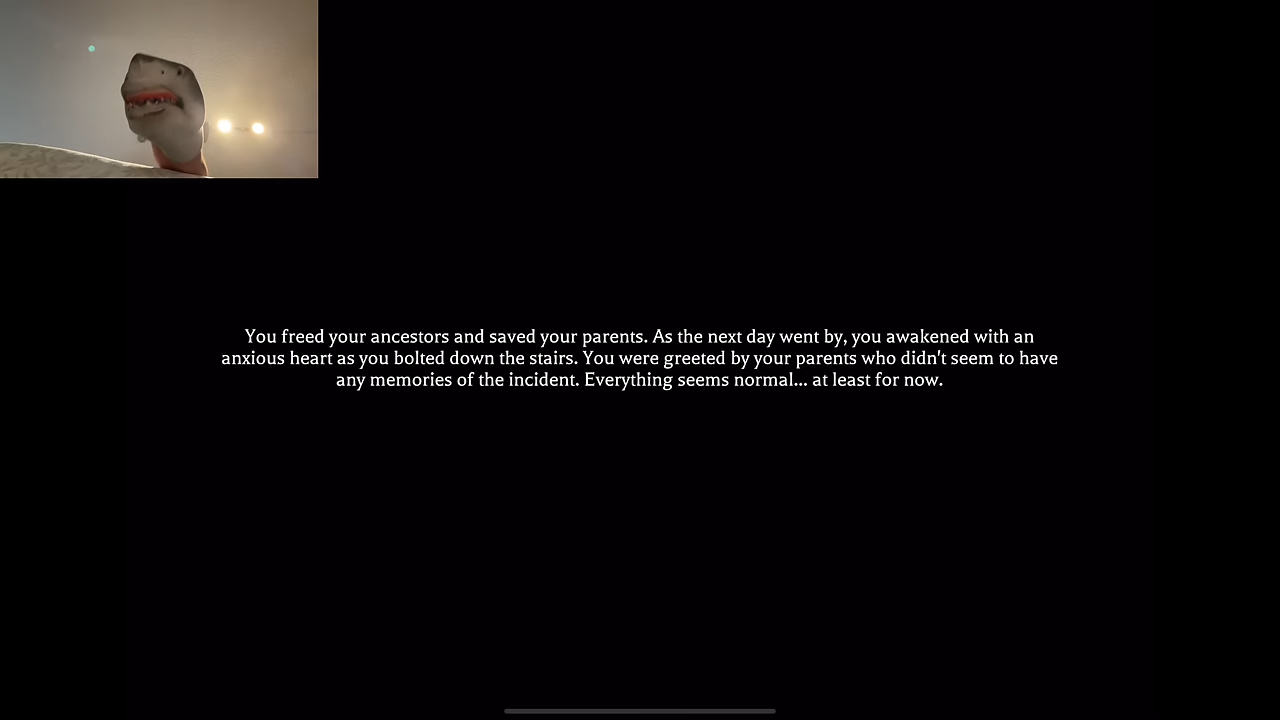 You freed your ancestors and saved your parents. As the next day went by, you awakened with an
anxious heart as you bolted down the stairs. You were greeted by your parents who didn't seem to have
any memories of the incident. Everything seems normal... at least for now.